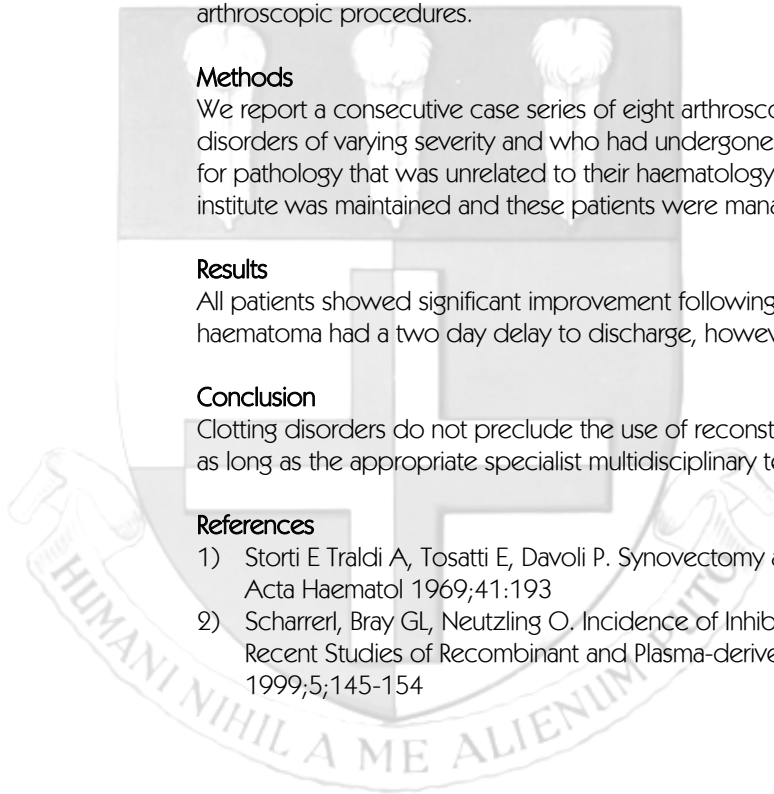 arthroscopic procedures.
Methods
We report a consecutive case series of eight arthrosc
disorders of varying severity and who had undergone
for pathology that was unrelated to their haematology
institute was maintained and these patients were mana
Results
All patients showed significant improvement following
haematoma had a two day delay to discharge, howev
Conclusion
Clotting disorders do not preclude the use of reconst
as long as the appropriate specialist multidisciplinary te
References
1) Storti E Traldi A, Tosatti E, Davoli P. Synovectomy a
Acta Haematol 1969;41:193
2) Scharrerl, Bray GL, Neutzling O. Incidence of Inhib
Recent Studies of Recombinant and Plasma-derive
1999;5;145-154
HUMANI NIHIL A ME ALIENUM PUTO